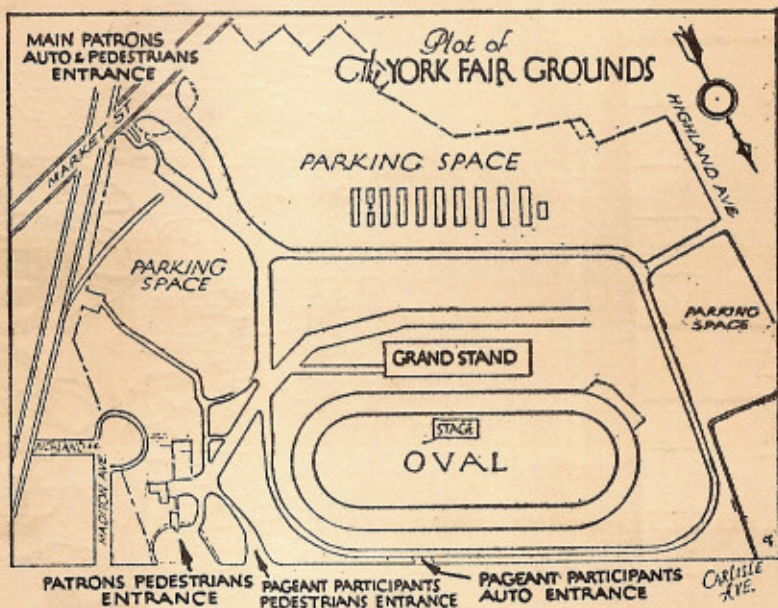 Plot of
The YORK FAIR GROUNDS
MAIN PATRONS
AUTO & PEDESTRIANS
ENTRANCE
MARKET ST
HIGHLAND AVE
PARKING SPACE
PARKING
SPACE
PARKING
SPACE
GRAND STAND
STAGE
OVAL
MADISON AVE
PATRONS PEDESTRIANS
ENTRANCE
PAGEANT PARTICIPANTS
PEDESTRIANS ENTRANCE
PAGEANT PARTICIPANTS
AUTO ENTRANCE
CARLISLE
AVE.